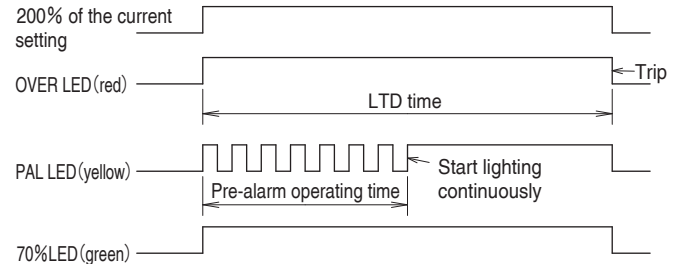 200% of the current
setting
OVER LED(red)
Trip
LTD time
PAL LED(yellow)
Start lighting
continuously
Pre-alarm operating time
70%LED(green)